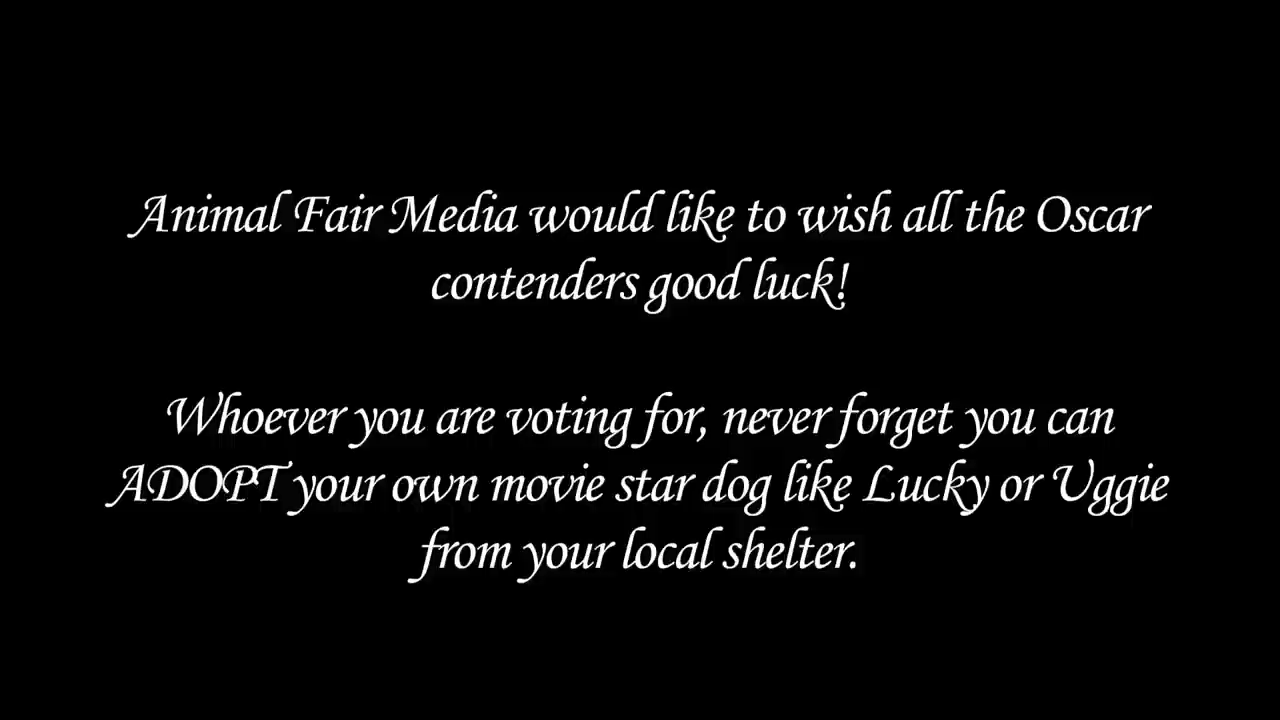 Animal Fair Media would like to wish all the Oscar
contenders good luck!
Whoever you are voting for, never forget you can
ADOPT your own movie star dog like Lucky or Uggie
from your local shelter.